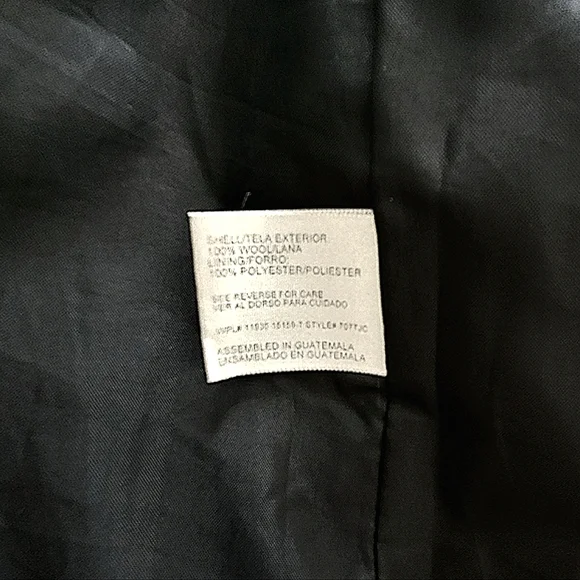 SHELL/TELA EXTERIOR:
100% WOOL/LANA
LINING/FORRO:
100% POLYESTER/POLIESTER
SEE REVERSE FOR CARE
VER AL DORSO PARA CUIDADO
STYLE#
ASSEMBLED IN GUATEMALA
ENSAMBLADO EN GUATEMALA